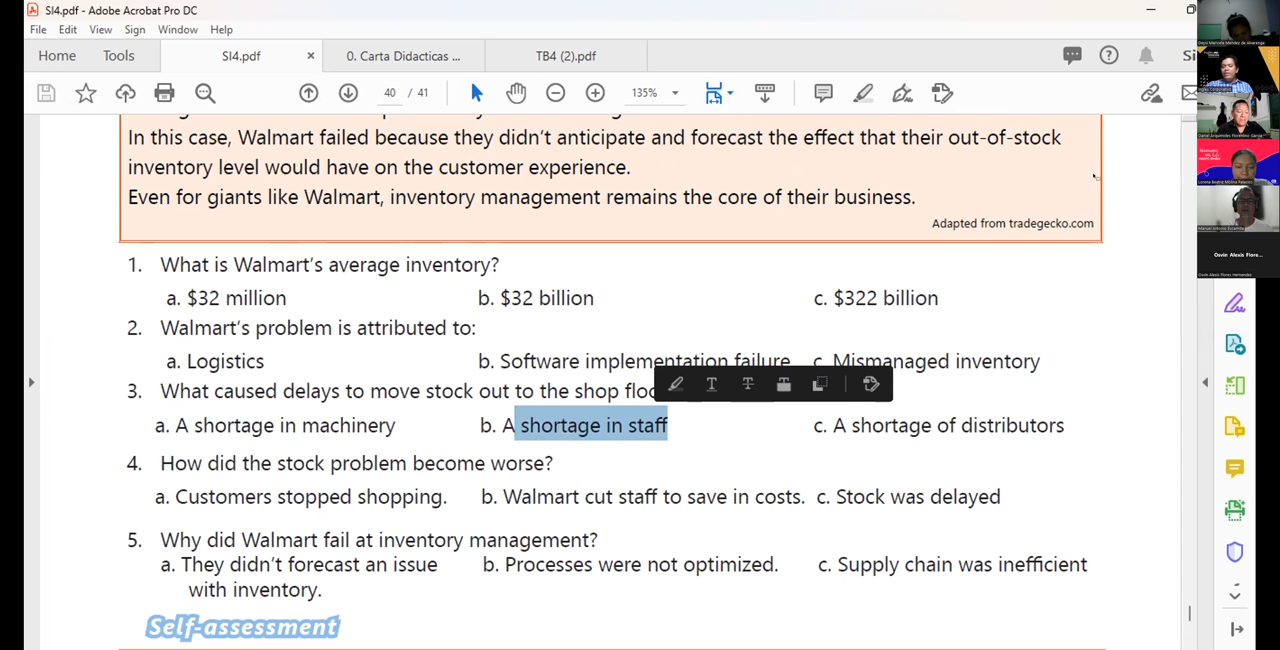 SI4.pdf - Adobe Acrobat Pro DC
File Edit View Sign Window Help
Home Tools SI4.pdf × 0. Carta Didacticas ... TB4 (2).pdf Si
40 / 41 135%
In this case, Walmart failed because they didn't anticipate and forecast the effect that their out-of-stock
inventory level would have on the customer experience.
Even for giants like Walmart, inventory management remains the core of their business.
Adapted from tradegecko.com
1. What is Walmart's average inventory?
a. $32 million b. $32 billion c. $322 billion
2. Walmart's problem is attributed to:
a. Logistics b. Software implementation failure c. Mismanaged inventory
3. What caused delays to move stock out to the shop
a. A shortage in machinery b. A shortage in staff c. A shortage of distributors
4. How did the stock problem become worse?
a. Customers stopped shopping. b. Walmart cut staff to save in costs. c. Stock was delayed
5. Why did Walmart fail at inventory management?
a. They didn't forecast an issue b. Processes were not optimized. c. Supply chain was inefficient
with inventory.
Self-assessment
Osvin Alexis Flore...
Osvin Alexis Flores Hernandez